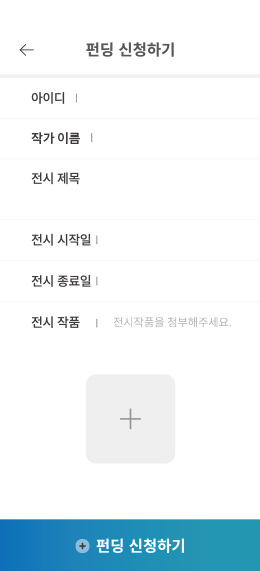 펀딩 신청하기
아이디 |
작가 이름 |
전시 제목
전시 시작일 |
전시 종료일 |
전시 작품 | 전시작품을 첨부해주세요.
펀딩 신청하기